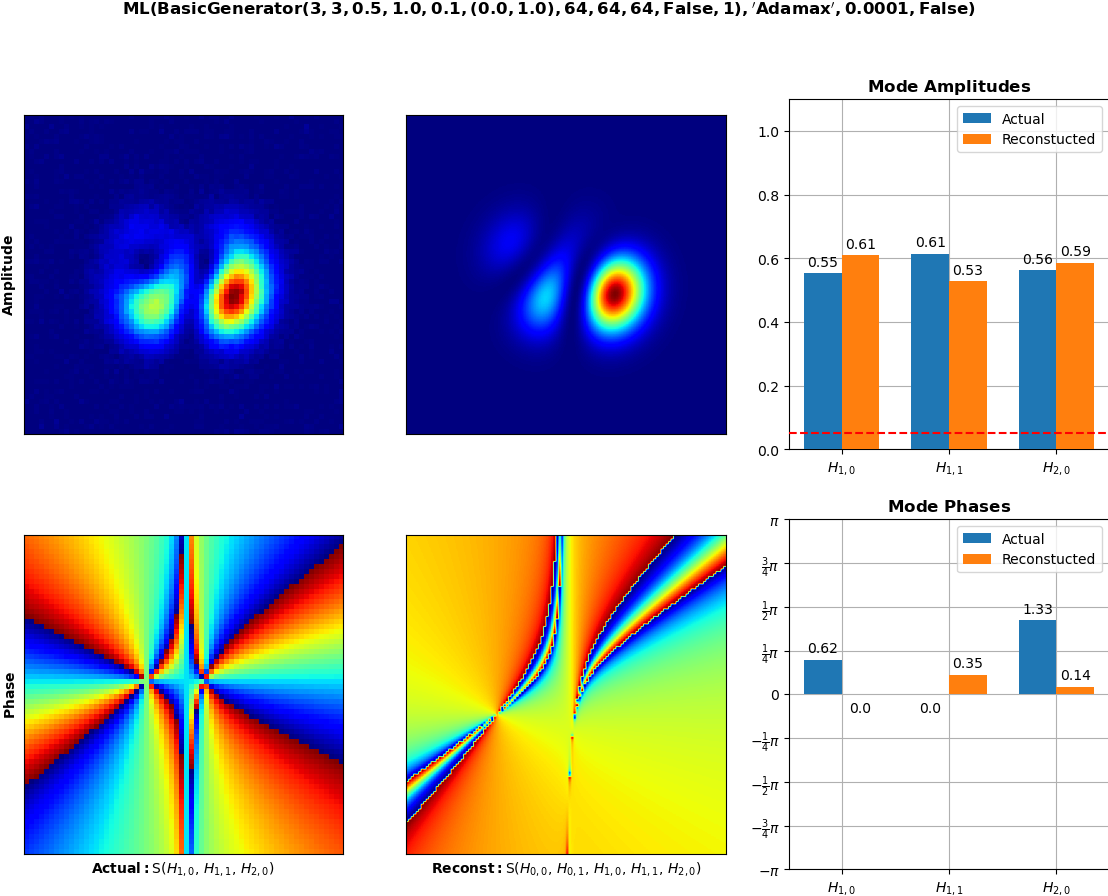 ML(BasicGenerator(3, 3, 0.5, 1.0, 0.1, (0.0, 1.0), 64, 64, 64, False, 1), ′Adamax′, 0.0001, False)
Amplitude
Mode Amplitudes
Actual
Reconstucted
1.0
0.8
0.6
0.4
0.2
0.0
0.55
0.61
0.61
0.53
0.56
0.59
H1, 0
H1, 1
H2, 0
Phase
Actual: S(H1, 0, H1, 1, H2, 0)
Reconst: S(H0, 0, H0, 1, H1, 0, H1, 1, H2, 0)
Mode Phases
Actual
Reconstucted
π
3/4π
1/2π
1/4π
0
−1/4π
−1/2π
−3/4π
−π
0.62
0.0
0.0
0.35
1.33
0.14
H1, 0
H1, 1
H2, 0